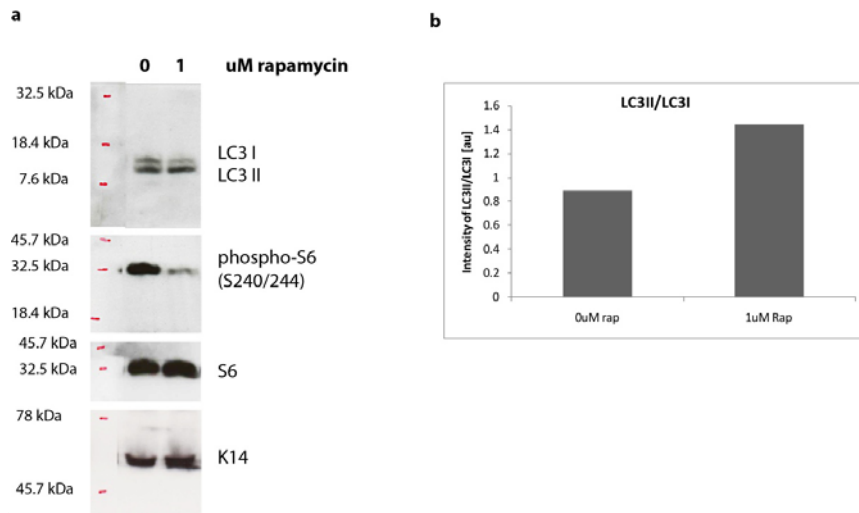 a
0 1 uM rapamycin
32.5 kDa
18.4 kDa
7.6 kDa
LC3 I
LC3 II
45.7 kDa
32.5 kDa
18.4 kDa
phospho-S6
(S240/244)
45.7 kDa
32.5 kDa
S6
78 kDa
45.7 kDa
K14
b
LC3II/LC3I
Intensity of LC3II/LC3I [au]
1.6
1.4
1.2
1
0.8
0.6
0.4
0.2
0
0uM rap 1uM Rap